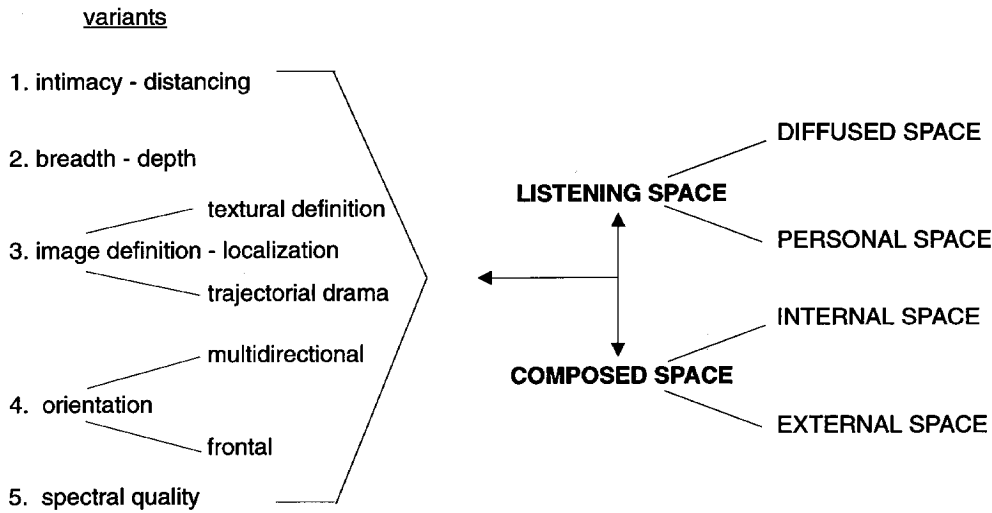 variants
1. intimacy - distancing
2. breadth - depth
textural definition
3. image definition - localization
trajectorial drama
multidirectional
4. orientation
frontal
5. spectral quality
DIFFUSED SPACE
LISTENING SPACE
PERSONAL SPACE
INTERNAL SPACE
COMPOSED SPACE
EXTERNAL SPACE